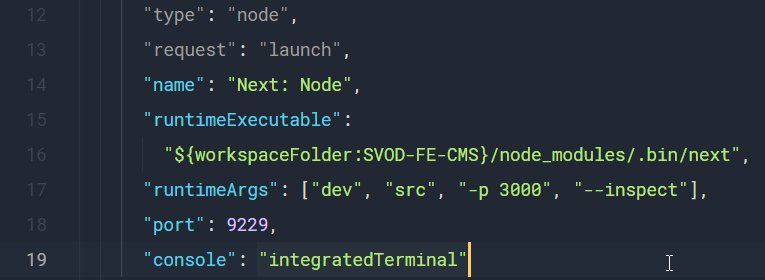 12 "type": "node",
13 "request": "launch",
14 "name": "Next: Node",
15 "runtimeExecutable":
16 "${workspaceFolder:SVOD-FE-CMS}/node_modules/.bin/next",
17 "runtimeArgs": ["dev", "src", "-p 3000", "--inspect"],
18 "port": 9229,
19 "console": "integratedTerminal"